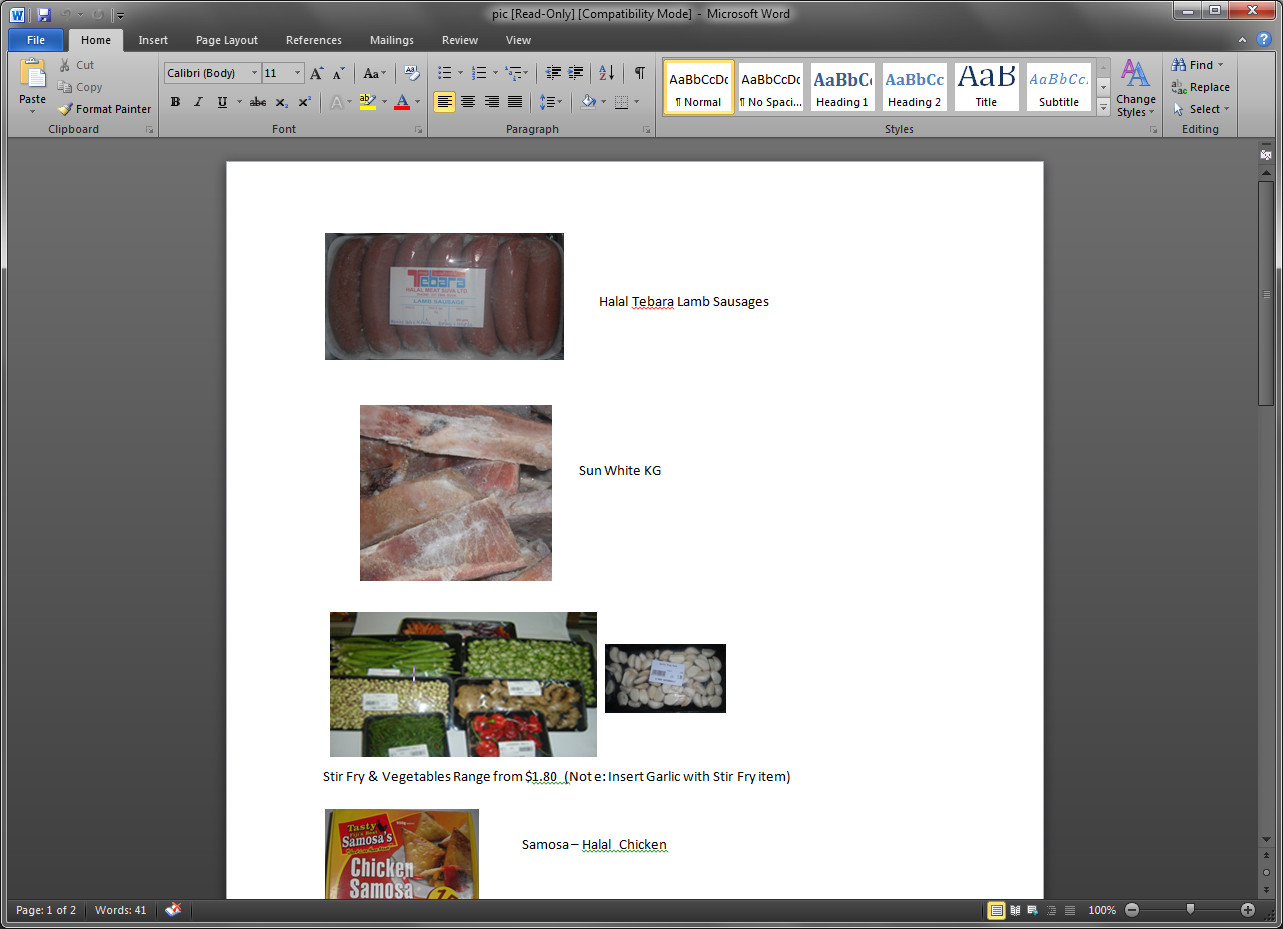 pic [Read-Only] [Compatibility Mode] - Microsoft Word
File Home Insert Page Layout References Mailings Review View
Paste
Cut
Copy
Format Painter
Clipboard
Calibri (Body) 11
Font
Paragraph
AaBbCcDc AaBbCcDc AaBbC AaBbCc AaB AaBbCc.
¶ Normal ¶ No Spaci... Heading 1 Heading 2 Title Subtitle
Change Styles
Styles
Find
Replace
Select
Editing
Tebara
HALAL MEAT SUVA LTD
LAMB SAUSAGE
Halal Tebara Lamb Sausages
Sun White KG
Stir Fry & Vegetables Range from $1.80 (Not e: Insert Garlic with Stir Fry item)
Tasty
Samosa's
Chicken
Samosa
Samosa – Halal Chicken
Page: 1 of 2 Words: 41 100%